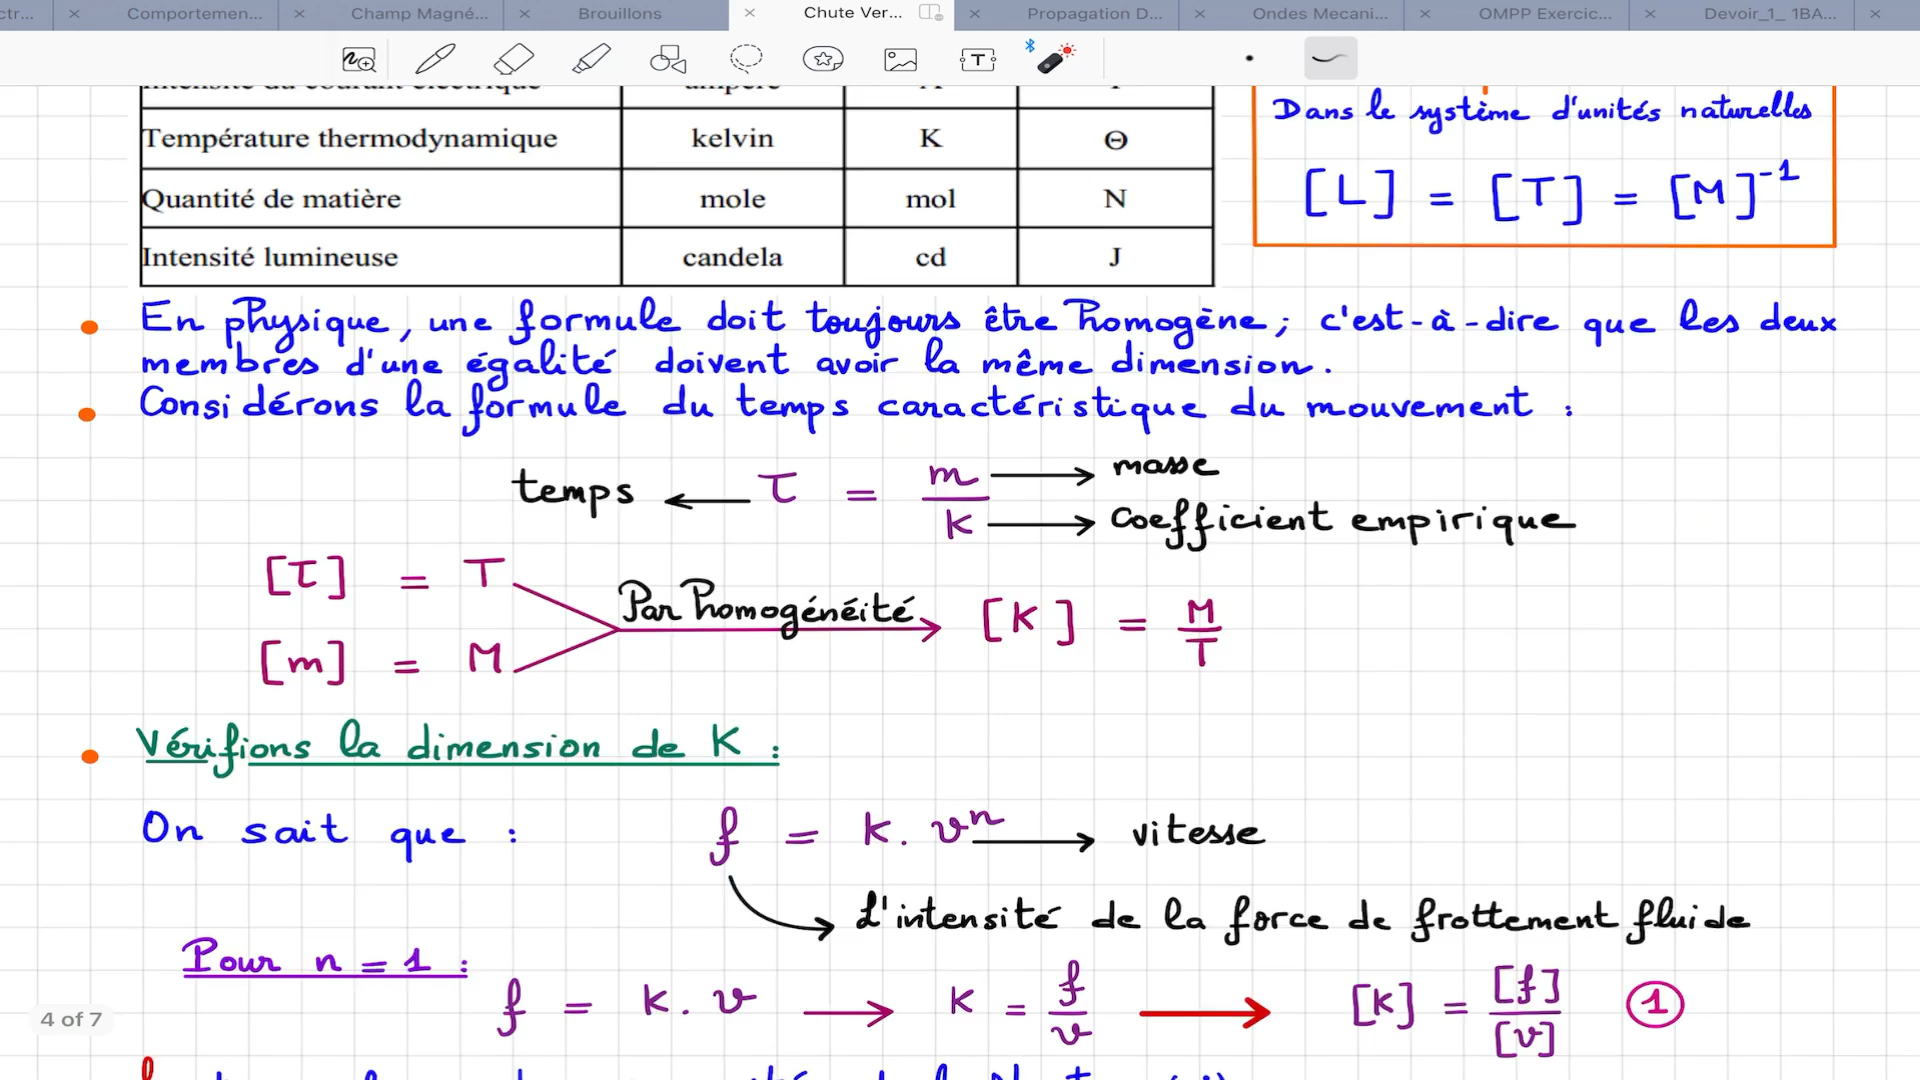 Comportemen...
Champ Magné...
Brouillons
Chute Ver...
Propagation D...
Ondes Mecani...
OMPP Exercic...
Devoir_1_ 1BA...
Température thermodynamique kelvin K Θ
Quantité de matière mole mol N
Intensité lumineuse candela cd J
Dans le système d'unités naturelles
[L] = [T] = [M]⁻¹
En physique, une formule doit toujours être homogène ; c'est-à-dire que les deux
membres d'une égalité doivent avoir la même dimension.
Considérons la formule du temps caractéristique du mouvement :
temps ← τ = m/k
→ masse
→ coefficient empirique
[τ] = T
[m] = M
Par homogénéité → [K] = M/T
Vérifions la dimension de K :
On sait que : f = k. vⁿ → vitesse
L'intensité de la force de frottement fluide
Pour n = 1 :
f = k. v → k = f/v → [k] = [f]/[v] ①
4 of 7